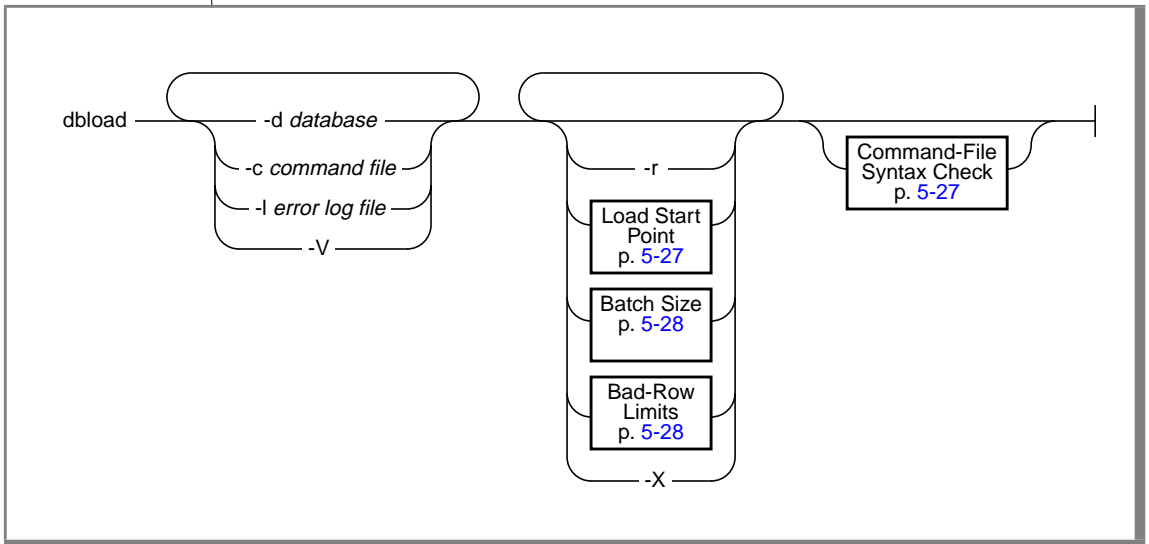 dbload
-d database
-c command file
-l error log file
-V
-r
Load Start
Point
p. 5-27
Batch Size
p. 5-28
Bad-Row
Limits
p. 5-28
-X
Command-File
Syntax Check
p. 5-27